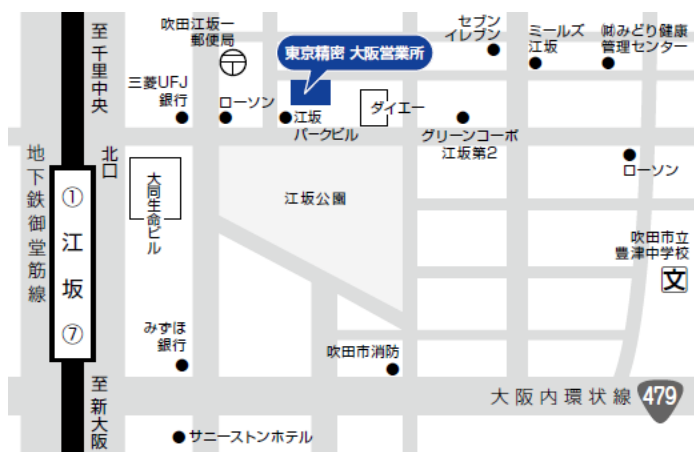 至 千里中央
吹田江坂一
郵便局
東京精密 大阪営業所
セブン
イレブン
ミールズ
江坂
㈶みどり健康
管理センター
三菱UFJ
銀行
ローソン
江坂
パークビル
ダイエー
グリーンコーポ
江坂第2
ローソン
地下鉄御堂筋線
北口
① 江坂 ⑦
大同生命ビル
江坂公園
吹田市立
豊津中学校
文
みずほ
銀行
吹田市消防
至 新大阪
大阪内環状線
479
サニーストンホテル